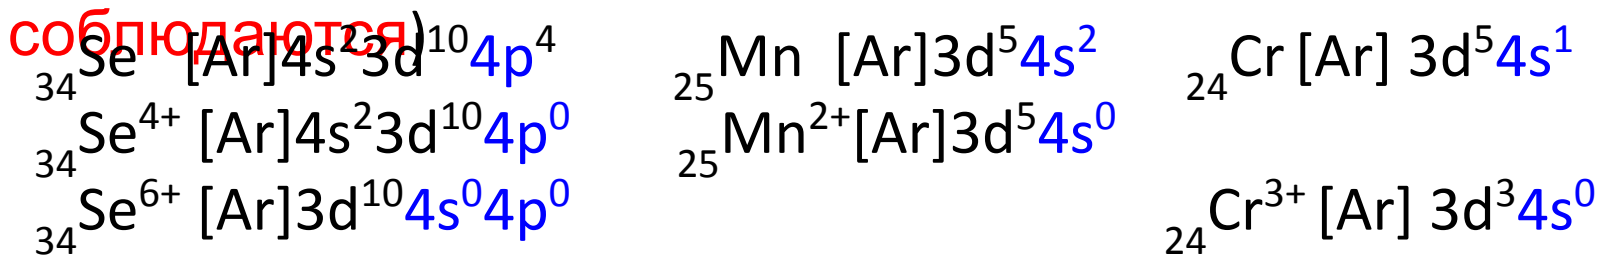 соблюдаются)
₃₄Se [Ar]4s²3d¹⁰4p⁴ ₂₅Mn [Ar]3d⁵4s² ₂₄Cr [Ar] 3d⁵4s¹
₃₄Se⁴⁺ [Ar]4s²3d¹⁰4p⁰ ₂₅Mn²⁺[Ar]3d⁵4s⁰
₃₄Se⁶⁺ [Ar]3d¹⁰4s⁰4p⁰ ₂₄Cr³⁺ [Ar] 3d³4s⁰